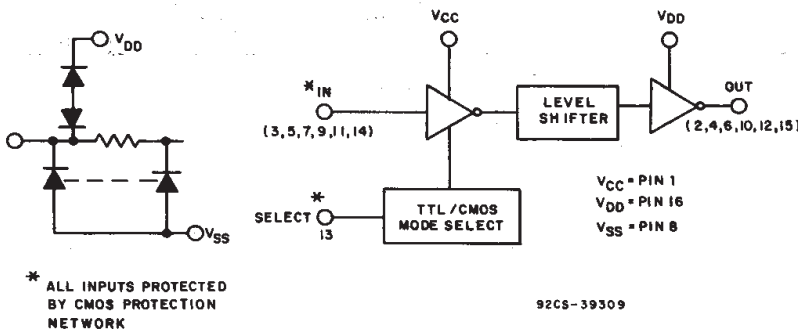 VDD
VSS
* ALL INPUTS PROTECTED
BY CMOS PROTECTION
NETWORK
VCC
VDD
*IN
(3,5,7,9,11,14)
LEVEL
SHIFTER
OUT
(2,4,6,10,12,15)
*
SELECT
13
TTL/CMOS
MODE SELECT
VCC = PIN 1
VDD = PIN 16
VSS = PIN 8
92CS-39309